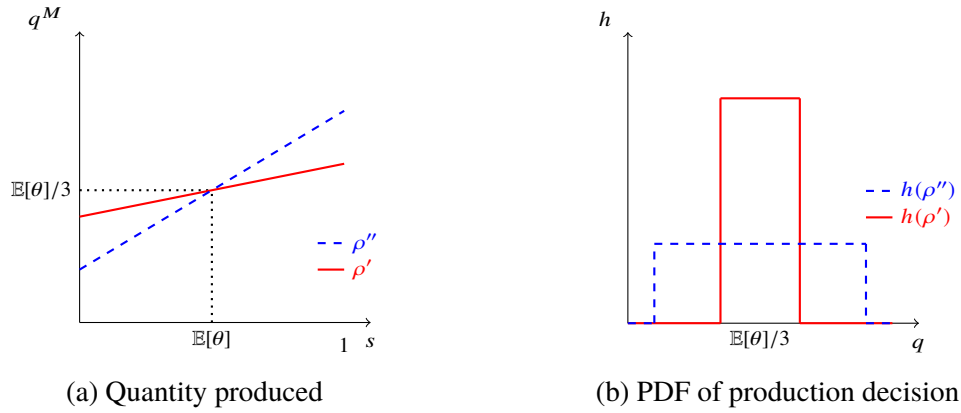 q^M
𝔼[θ]/3
ρ″
ρ′
𝔼[θ]
1 s
(a) Quantity produced
h
h(ρ″)
h(ρ′)
𝔼[θ]/3
q
(b) PDF of production decision